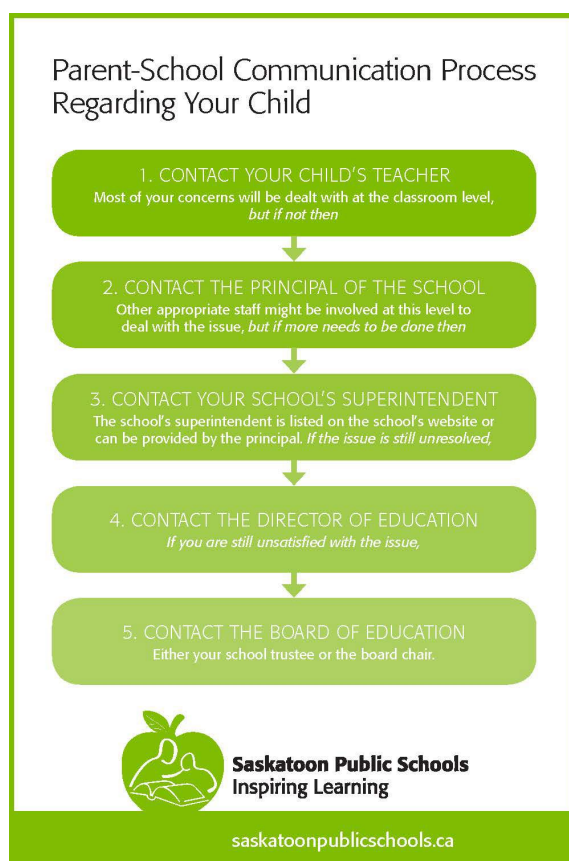 Parent-School Communication Process
Regarding Your Child
1. CONTACT YOUR CHILD'S TEACHER
Most of your concerns will be dealt with at the classroom level,
but if not then
2. CONTACT THE PRINCIPAL OF THE SCHOOL
Other appropriate staff might be involved at this level to
deal with the issue, but if more needs to be done then
3. CONTACT YOUR SCHOOL'S SUPERINTENDENT
The school's superintendent is listed on the school's website or
can be provided by the principal. If the issue is still unresolved,
4. CONTACT THE DIRECTOR OF EDUCATION
If you are still unsatisfied with the issue,
5. CONTACT THE BOARD OF EDUCATION
Either your school trustee or the board chair.
Saskatoon Public Schools
Inspiring Learning
saskatoonpublicschools.ca